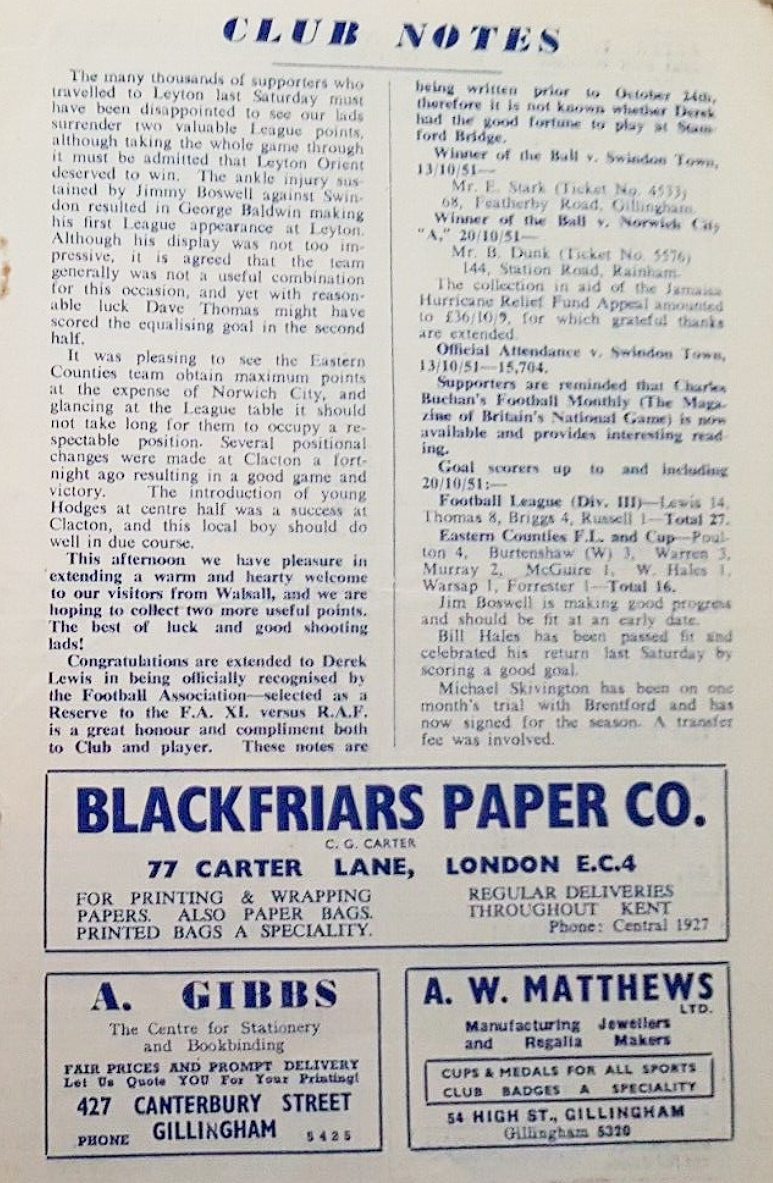 CLUB NOTES
The many thousands of supporters who
travelled to Leyton last Saturday must
have been disappointed to see our lads
surrender two valuable League points,
although taking the whole game through
it must be admitted that Leyton Orient
deserved to win. The ankle injury sus-
tained by Jimmy Boswell against Swin-
don resulted in George Baldwin making
his first League appearance at Leyton.
Although his display was not too im-
pressive, it is agreed that the team
generally was not a useful combination
for this occasion, and yet with reason-
able luck Dave Thomas might have
scored the equalising goal in the second
half.
It was pleasing to see the Eastern
Counties team obtain maximum points
at the expense of Norwich City, and
glancing at the League table it should
not take long for them to occupy a re-
spectable position. Several positional
changes were made at Clacton a fort-
night ago resulting in a good game and
victory. The introduction of young
Hodges at centre half was a success at
Clacton, and this local boy should do
well in due course.
This afternoon we have pleasure in
extending a warm and hearty welcome
to our visitors from Walsall, and we are
hoping to collect two more useful points.
The best of luck and good shooting
lads!
Congratulations are extended to Derek
Lewis in being officially recognised by
the Football Association—selected as a
Reserve to the F.A. XI. versus R.A.F.
is a great honour and compliment both
to Club and player. These notes are
being written prior to October 24th,
therefore it is not known whether Derek
had the good fortune to play at Stam-
ford Bridge.
Winner of the Ball v. Swindon Town,
13/10/51—
Mr. E. Stark (Ticket No. 4533)
68, Featherby Road, Gillingham.
Winner of the Ball v. Norwich City
"A," 20/10/51—
Mr. B. Dunk (Ticket No. 5576)
144, Station Road, Rainham.
The collection in aid of the Jamaica
Hurricane Relief Fund Appeal amounted
to £36/10/9, for which grateful thanks
are extended.
Official Attendance v. Swindon Town,
13/10/51—15,704.
Supporters are reminded that Charles
Buchan's Football Monthly (The Maga-
zine of Britain's National Game) is now
available and provides interesting read-
ing.
Goal scorers up to and including
20/10/51:—
Football League (Div. III)—Lewis 14,
Thomas 8, Briggs 4, Russell 1—Total 27.
Eastern Counties F.L. and Cup—Poul-
ton 4, Burtenshaw (W) 3, Warren 3,
Murray 2, McGuire 1, W. Hales 1,
Warsap 1, Forrester 1—Total 16.
Jim Boswell is making good progress
and should be fit at an early date.
Bill Hales has been passed fit and
celebrated his return last Saturday by
scoring a good goal.
Michael Skivington has been on one
month's trial with Brentford and has
now signed for the season. A transfer
fee was involved.
BLACKFRIARS PAPER CO.
C. G. CARTER
77 CARTER LANE, LONDON E.C.4
FOR PRINTING & WRAPPING
PAPERS. ALSO PAPER BAGS.
PRINTED BAGS A SPECIALITY.
REGULAR DELIVERIES
THROUGHOUT KENT
Phone: Central 1927
A. GIBBS
The Centre for Stationery
and Bookbinding
FAIR PRICES AND PROMPT DELIVERY
Let Us Quote YOU For Your Printing!
427 CANTERBURY STREET
GILLINGHAM
PHONE 5425
A. W. MATTHEWS
LTD.
Manufacturing Jewellers
and Regalia Makers
CUPS & MEDALS FOR ALL SPORTS
CLUB BADGES A SPECIALITY
54 HIGH ST., GILLINGHAM
Gillingham 5320